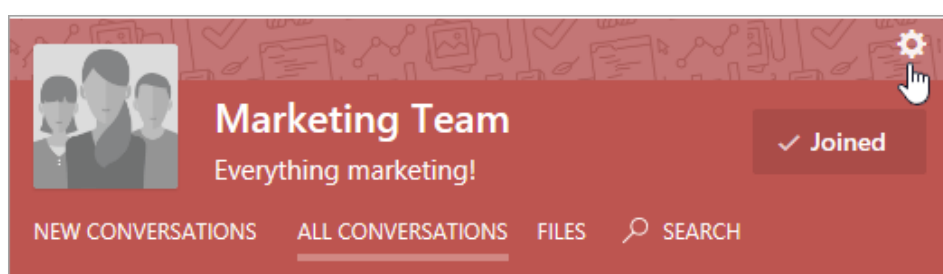 Marketing Team
Everything marketing!
Joined
NEW CONVERSATIONS ALL CONVERSATIONS FILES SEARCH